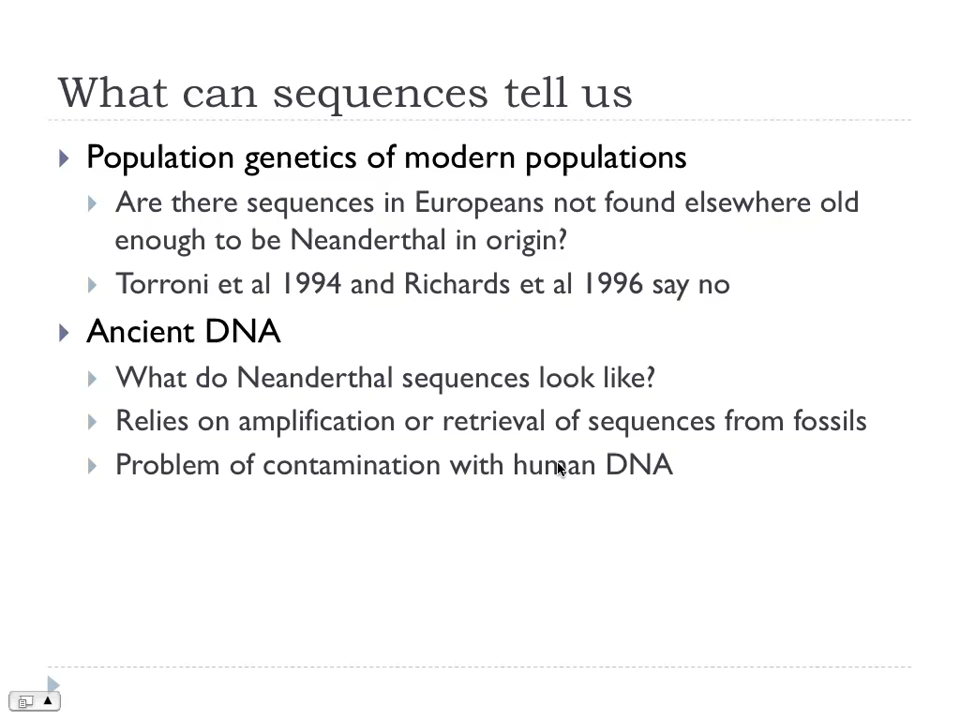 What can sequences tell us
Population genetics of modern populations
Are there sequences in Europeans not found elsewhere old
enough to be Neanderthal in origin?
Torroni et al 1994 and Richards et al 1996 say no
Ancient DNA
What do Neanderthal sequences look like?
Relies on amplification or retrieval of sequences from fossils
Problem of contamination with human DNA